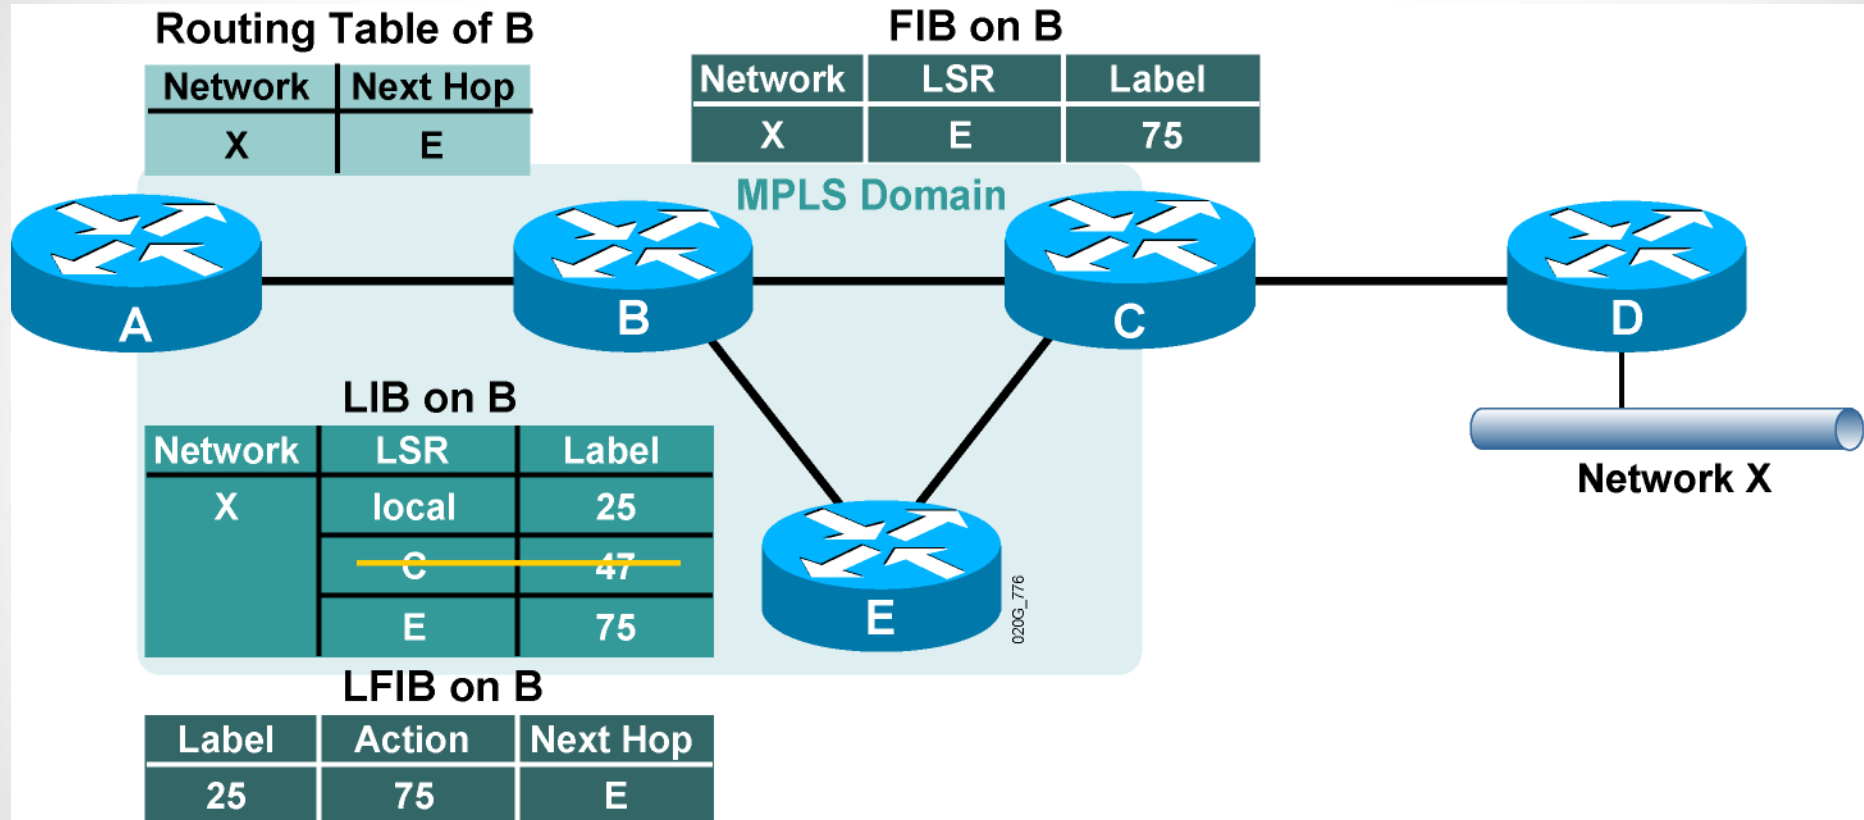 Routing Table of B
Network Next Hop
X E
FIB on B
Network LSR Label
X E 75
MPLS Domain
A
B
C
D
LIB on B
Network LSR Label
X local 25
C 47
E 75
E
020G_776
Network X
LFIB on B
Label Action Next Hop
25 75 E